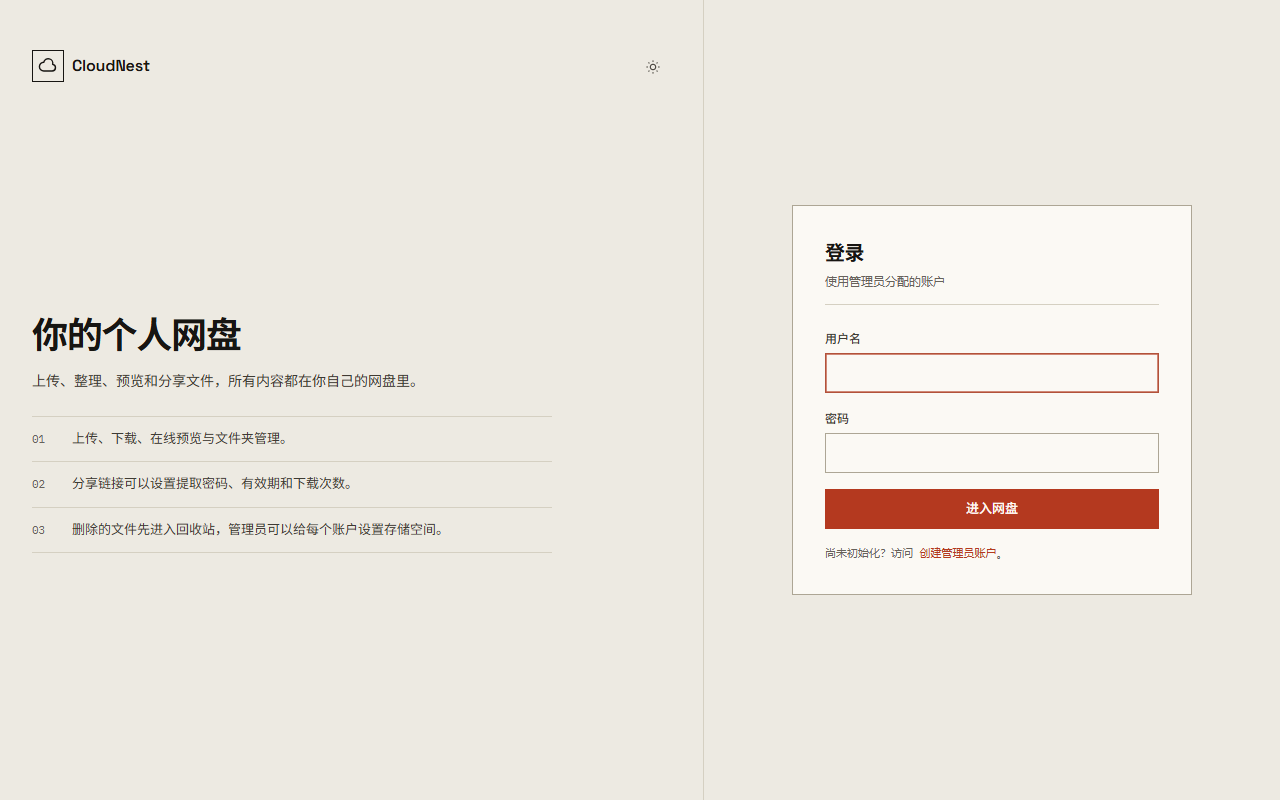 CloudNest
你的个人网盘
上传、整理、预览和分享文件，所有内容都在你自己的网盘里。
01 上传、下载、在线预览与文件夹管理。
02 分享链接可以设置提取密码、有效期和下载次数。
03 删除的文件先进入回收站，管理员可以给每个账户设置存储空间。
登录
使用管理员分配的账户
用户名
密码
进入网盘
尚未初始化？访问 创建管理员账户。